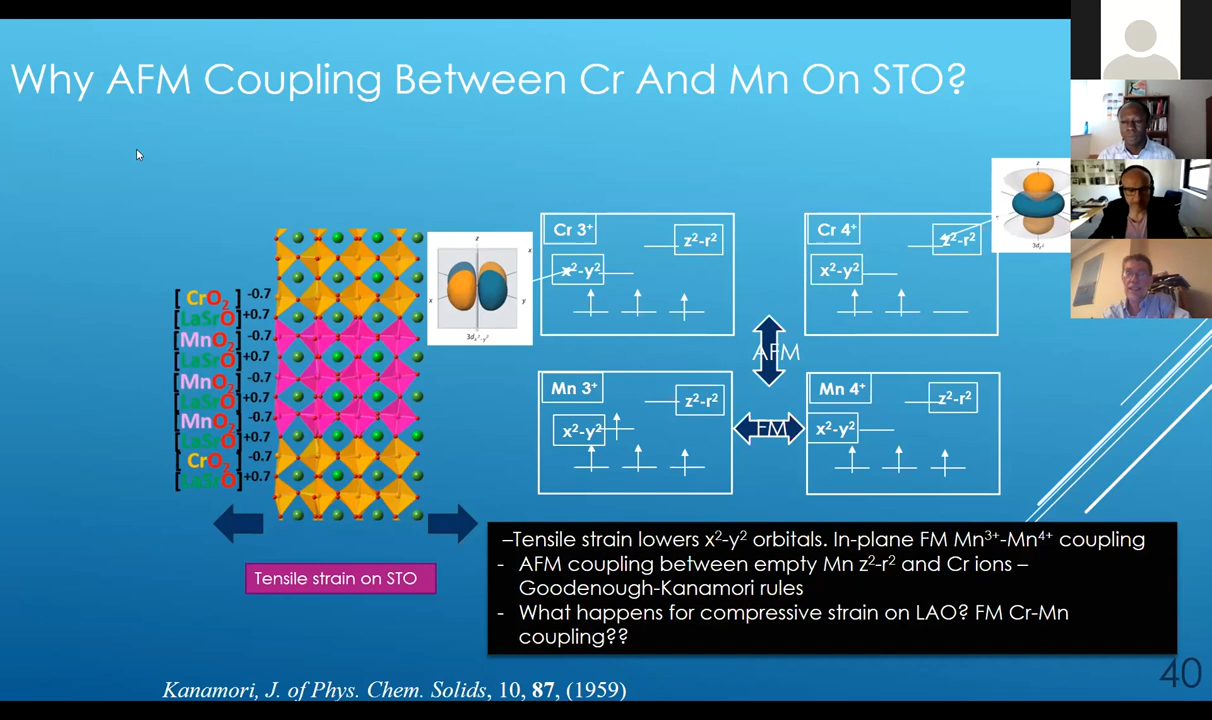 Why AFM Coupling Between Cr And Mn On STO?
[ CrO₂ ] -0.7
[ LaSrO ] +0.7
[ MnO₂ ] -0.7
[ LaSrO ] +0.7
[ MnO₂ ] -0.7
[ LaSrO ] +0.7
[ MnO₂ ] -0.7
[ LaSrO ] +0.7
[ CrO₂ ] -0.7
[ LaSrO ] +0.7
Tensile strain on STO
z
x
x
y
3d x²-y²
Cr 3⁺
z²-r²
x²-y²
Cr 4⁺
z²-r²
x²-y²
z
AFM
Mn 3⁺
z²-r²
x²-y²
FM
Mn 4⁺
z²-r²
x²-y²
–Tensile strain lowers x²-y² orbitals. In-plane FM Mn³⁺-Mn⁴⁺ coupling
- AFM coupling between empty Mn z²-r² and Cr ions –
Goodenough-Kanamori rules
- What happens for compressive strain on LAO? FM Cr-Mn
coupling??
Kanamori, J. of Phys. Chem. Solids, 10, 87, (1959)
40